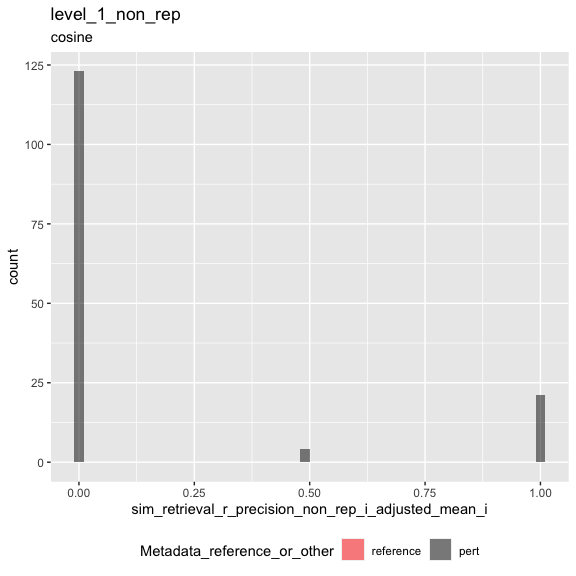 level_1_non_rep
cosine
125
100
75
50
25
0
count
0.00 0.25 0.50 0.75 1.00
sim_retrieval_r_precision_non_rep_i_adjusted_mean_i
Metadata_reference_or_other reference pert